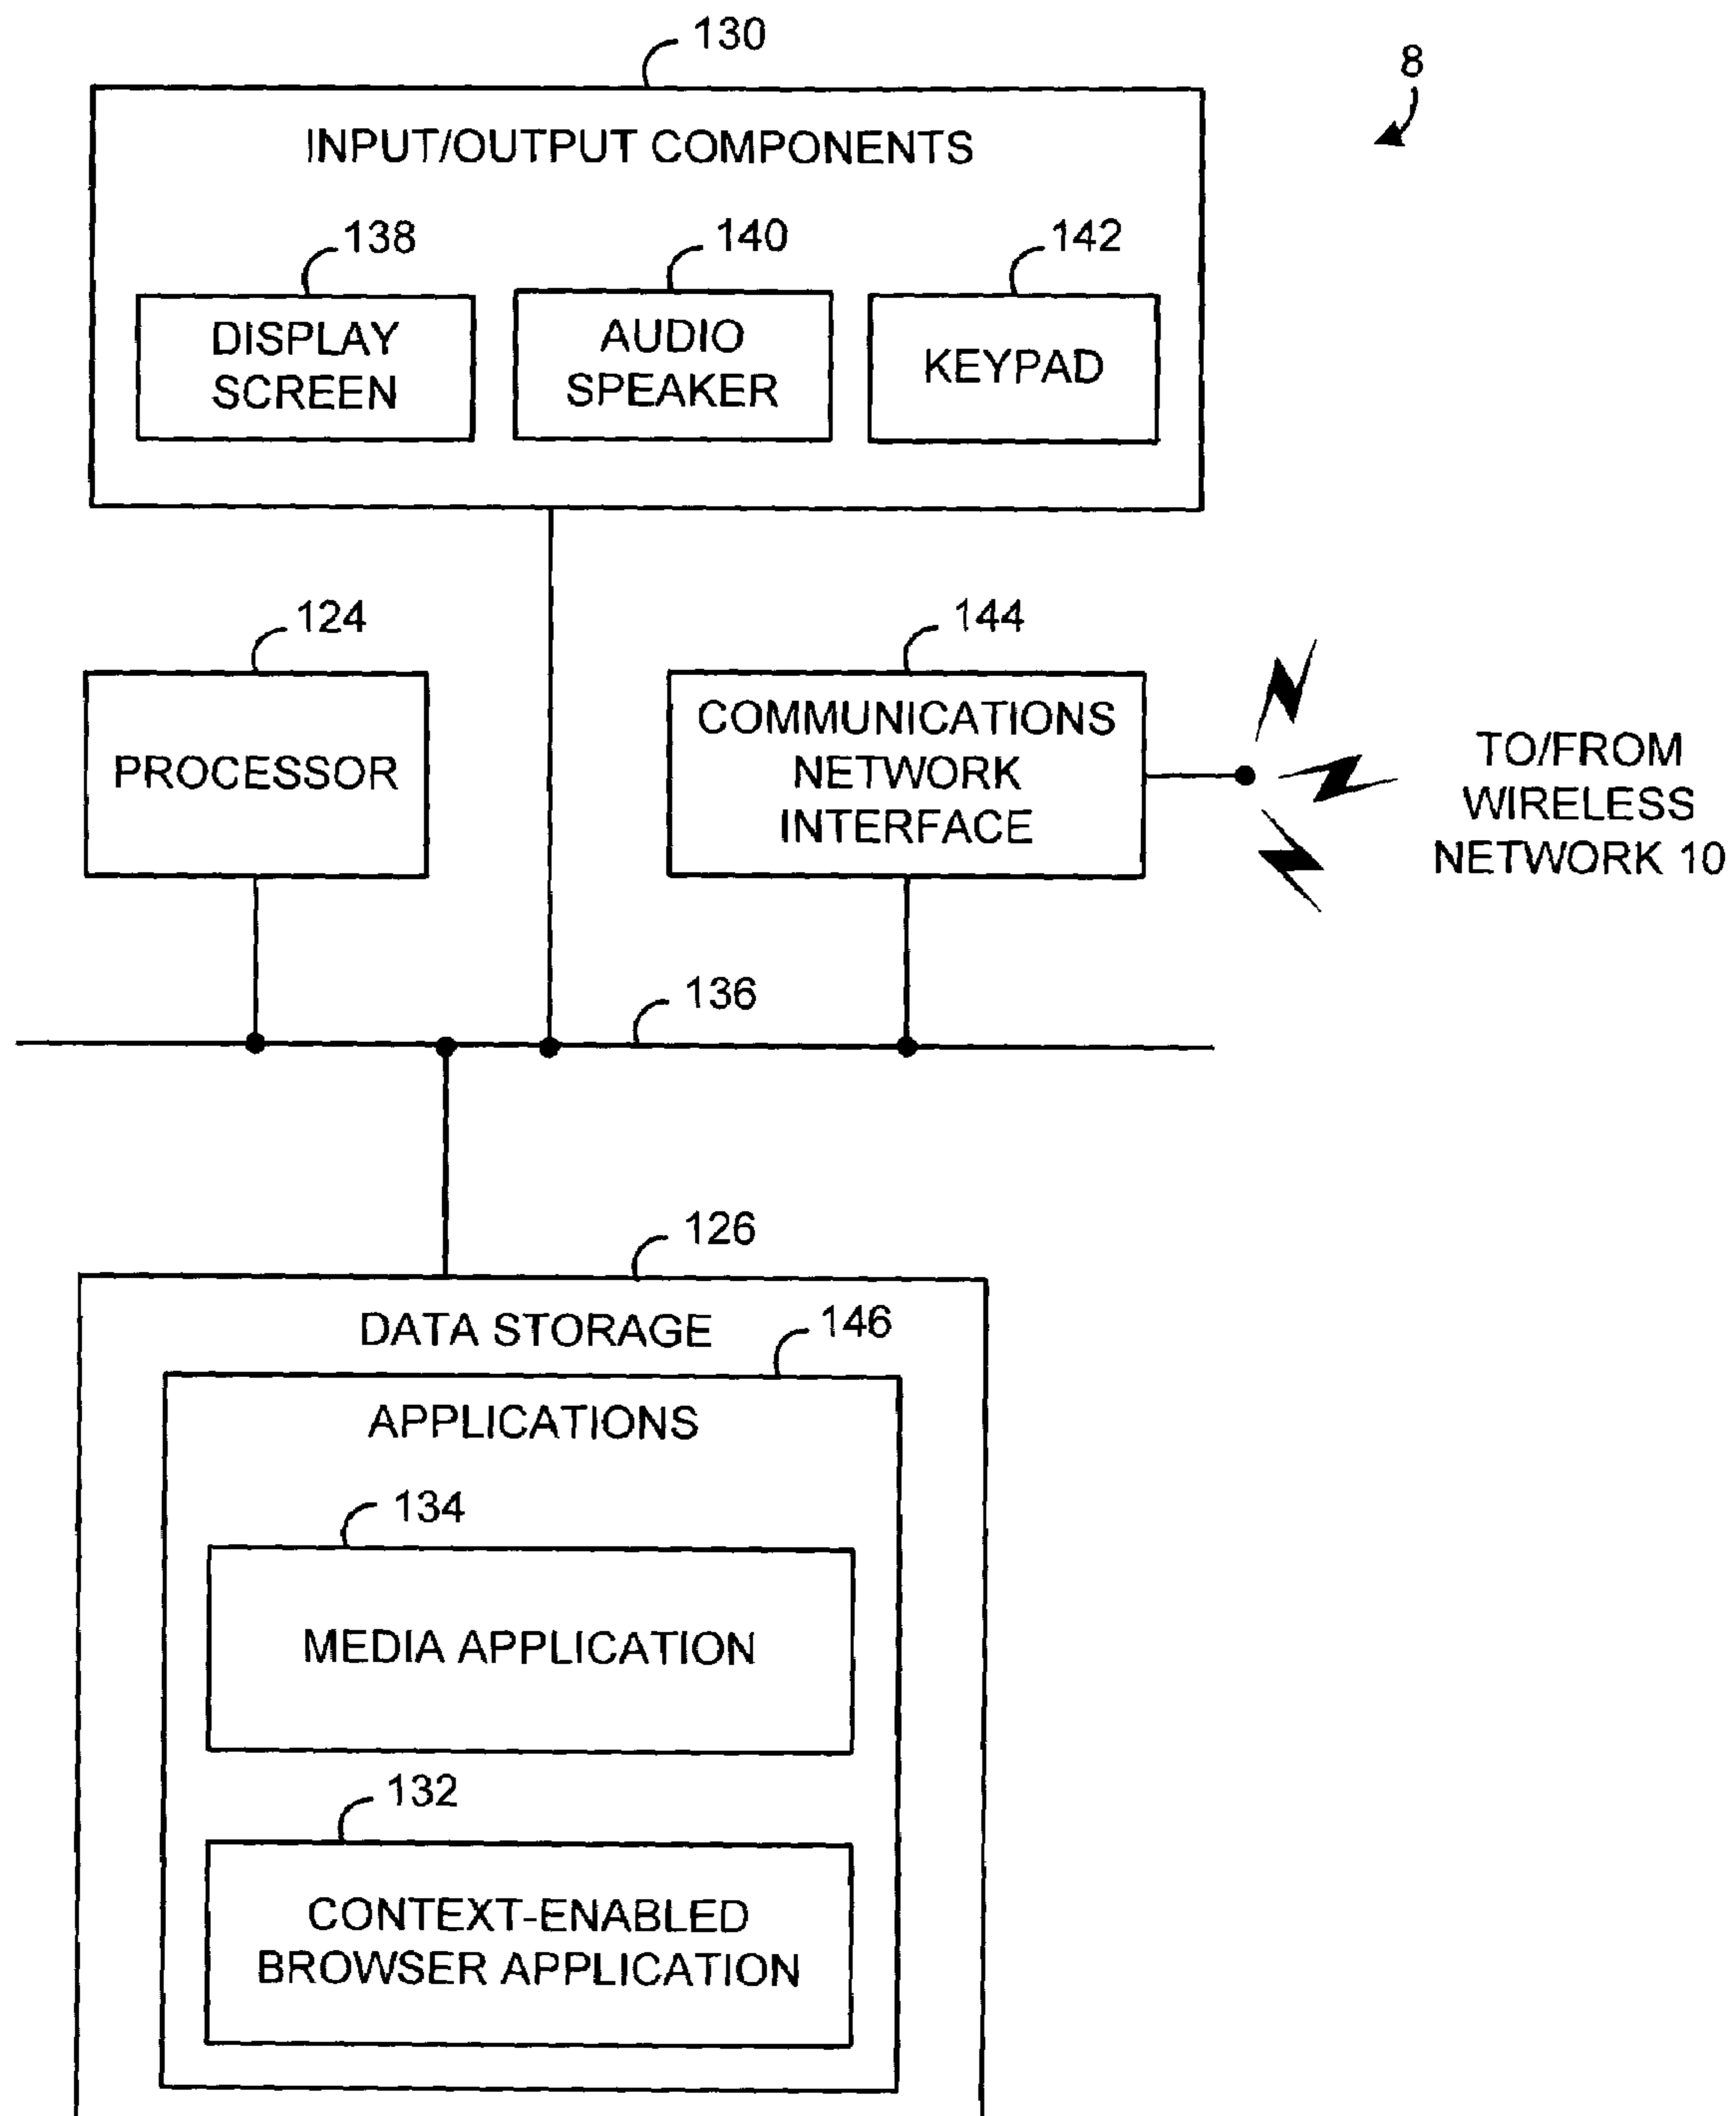 130
8
INPUT/OUTPUT COMPONENTS
138
140
142
DISPLAY
SCREEN
AUDIO
SPEAKER
KEYPAD
124
144
PROCESSOR
COMMUNICATIONS
NETWORK
INTERFACE
TO/FROM
WIRELESS
NETWORK 10
136
126
DATA STORAGE
146
APPLICATIONS
134
MEDIA APPLICATION
132
CONTEXT-ENABLED
BROWSER APPLICATION